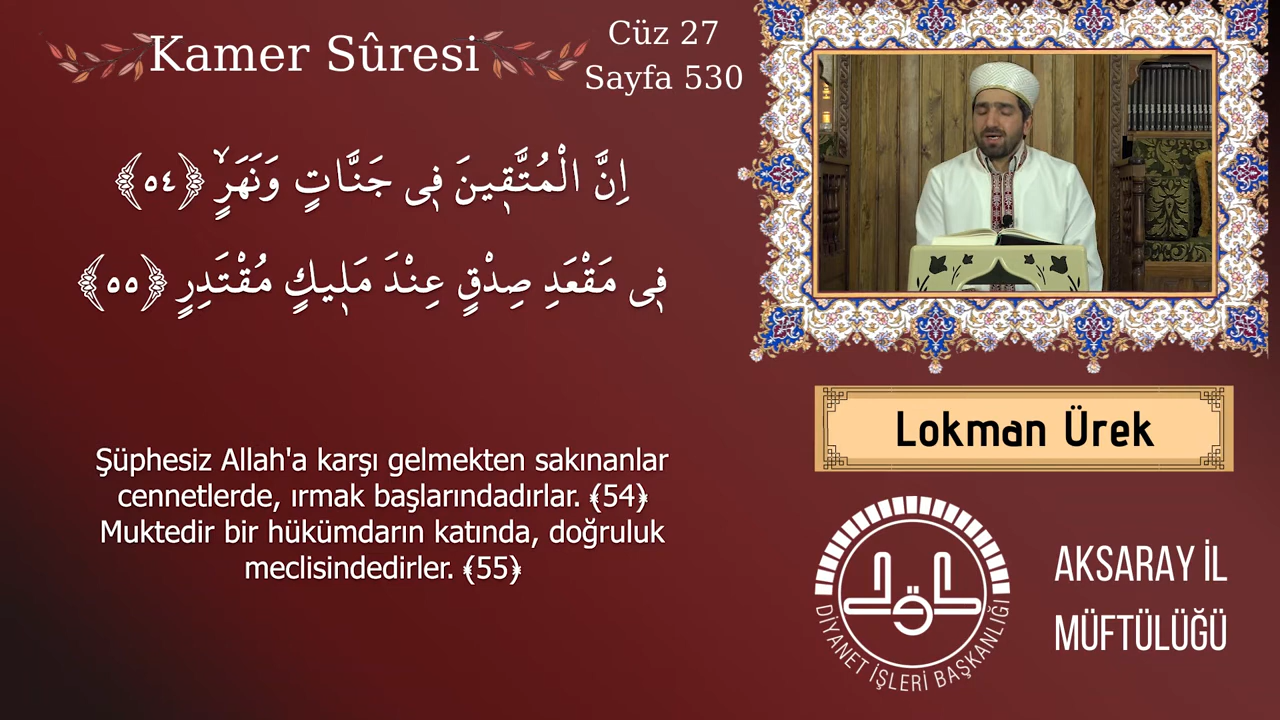 Kamer Sûresi
Cüz 27
Sayfa 530
اِنَّ الْمُتَّق۪ينَ ف۪ي جَنَّاتٍ وَنَهَرٍۙ ﴿٥٤﴾
ف۪ي مَقْعَدِ صِدْقٍ عِنْدَ مَل۪يكٍ مُقْتَدِرٍ ﴿٥٥﴾
Şüphesiz Allah'a karşı gelmekten sakınanlar
cennetlerde, ırmak başlarındadırlar. ﴾54﴿
Muktedir bir hükümdarın katında, doğruluk
meclisindedirler. ﴾55﴿
Lokman Ürek
DİYANET İŞLERİ BAŞKANLIĞI
AKSARAY İL
MÜFTÜLÜĞÜ